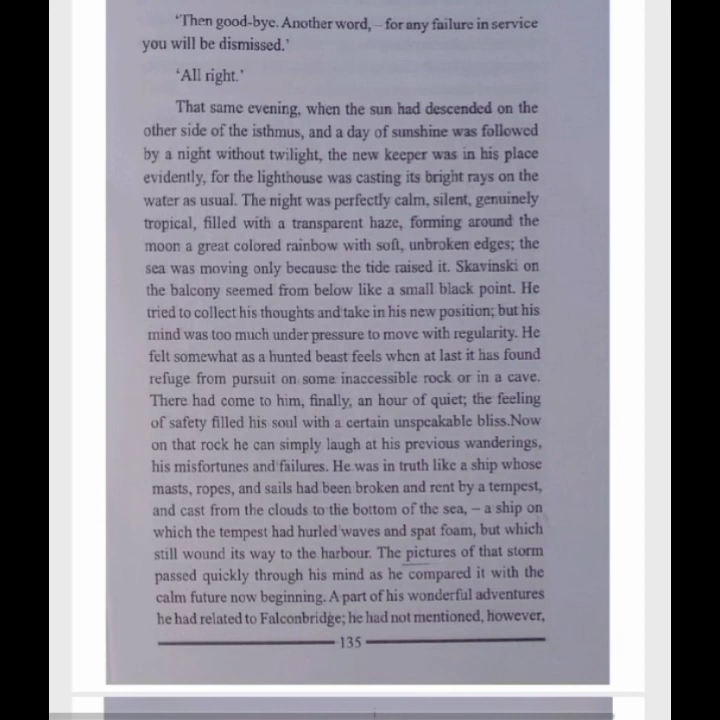 ‘Then good-bye. Another word, – for any failure in service
you will be dismissed.’
‘All right.’
That same evening, when the sun had descended on the
other side of the isthmus, and a day of sunshine was followed
by a night without twilight, the new keeper was in his place
evidently, for the lighthouse was casting its bright rays on the
water as usual. The night was perfectly calm, silent, genuinely
tropical, filled with a transparent haze, forming around the
moon a great colored rainbow with soft, unbroken edges; the
sea was moving only because the tide raised it. Skavinski on
the balcony seemed from below like a small black point. He
tried to collect his thoughts and take in his new position; but his
mind was too much under pressure to move with regularity. He
felt somewhat as a hunted beast feels when at last it has found
refuge from pursuit on some inaccessible rock or in a cave.
There had come to him, finally, an hour of quiet; the feeling
of safety filled his soul with a certain unspeakable bliss.Now
on that rock he can simply laugh at his previous wanderings,
his misfortunes and failures. He was in truth like a ship whose
masts, ropes, and sails had been broken and rent by a tempest,
and cast from the clouds to the bottom of the sea, – a ship on
which the tempest had hurled waves and spat foam, but which
still wound its way to the harbour. The pictures of that storm
passed quickly through his mind as he compared it with the
calm future now beginning. A part of his wonderful adventures
he had related to Falconbridge; he had not mentioned, however,
135